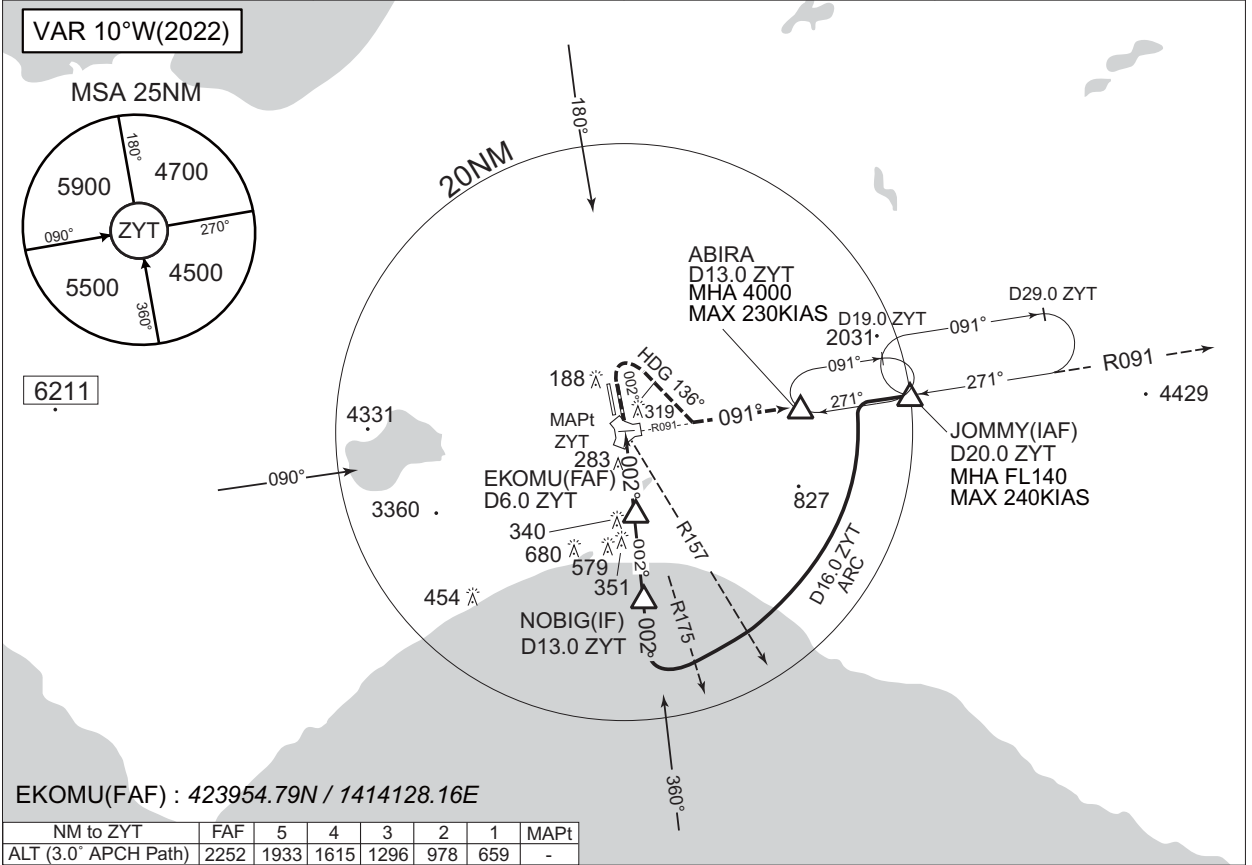 VAR 10°W(2022)
MSA 25NM
180°
5900
4700
ZYT
090°
270°
5500
4500
360°
6211
180°
20NM
ABIRA
D13.0 ZYT
MHA 4000
MAX 230KIAS
D19.0 ZYT
2031
D29.0 ZYT
091°
091°
271°
271°
R091
4429
JOMMY(IAF)
D20.0 ZYT
MHA FL140
MAX 240KIAS
HDG 136°
002°
188
319
091°
R091
MAPt
ZYT
283
4331
090°
3360
EKOMU(FAF)
D6.0 ZYT
002°
827
340
680
579
351
R157
002°
D16.0 ZYT
ARC
454
NOBIG(IF)
D13.0 ZYT
002°
R175
360°
EKOMU(FAF) : 423954.79N / 1414128.16E
NM to ZYT FAF 5 4 3 2 1 MAPt
ALT (3.0° APCH Path) 2252 1933 1615 1296 978 659 -